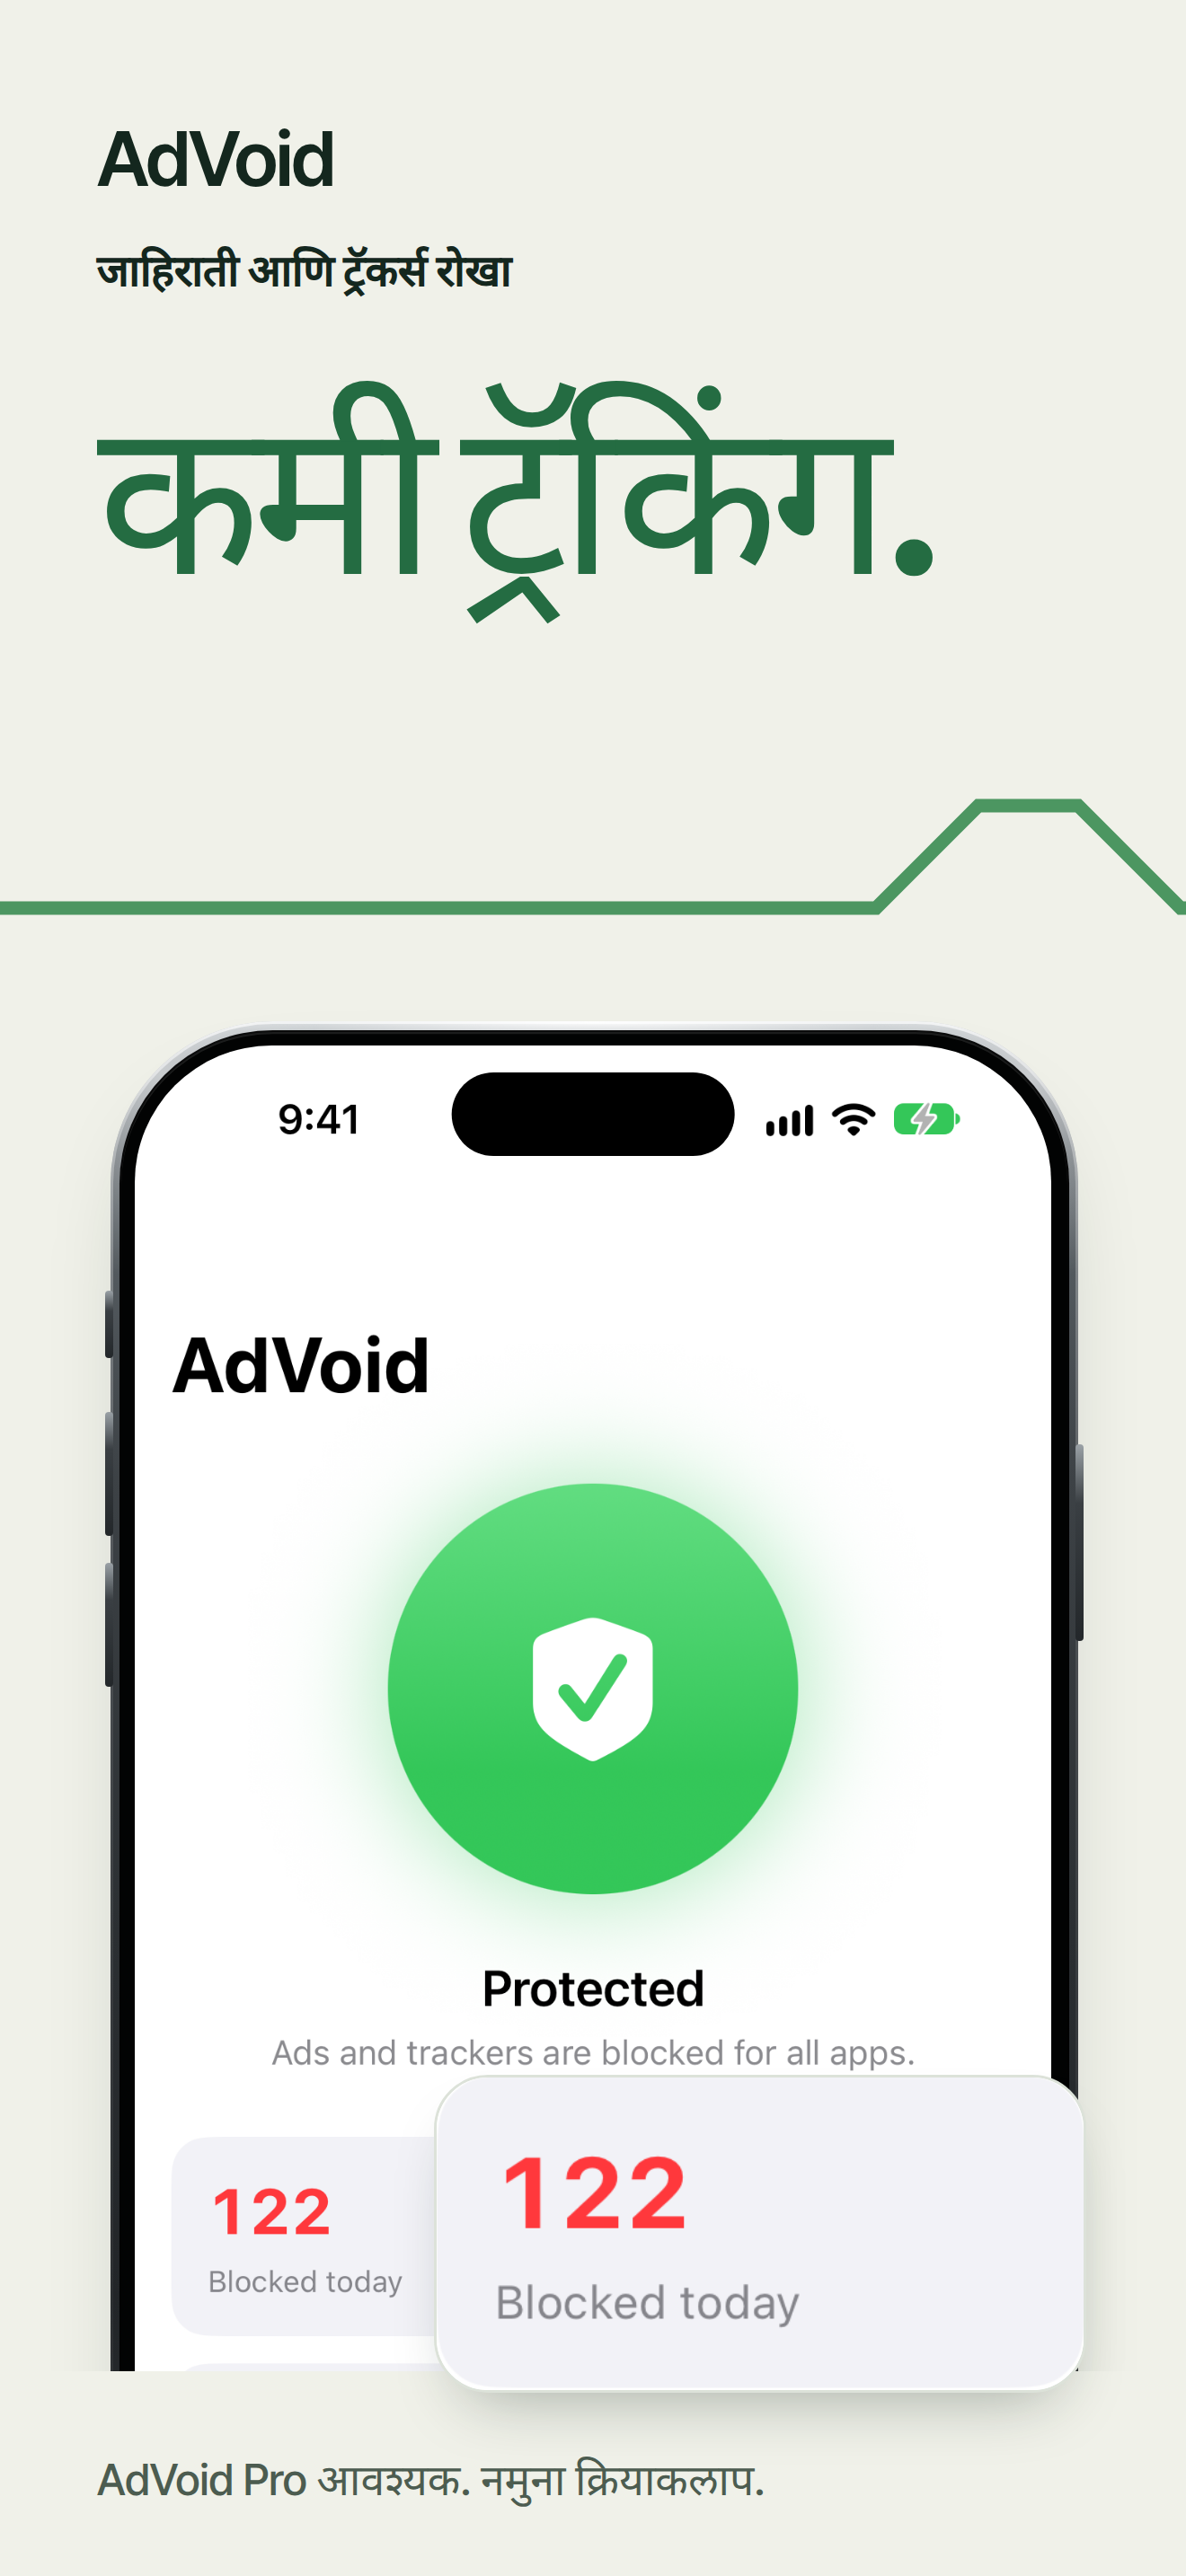 AdVoid
जाहिराती आणि ट्रॅकर्स रोखा
कमी ट्रॅकिंग.
9:41
AdVoid
Protected
Ads and trackers are blocked for all apps.
122
Blocked today
122
Blocked today
AdVoid Pro आवश्यक. नमुना क्रियाकलाप.